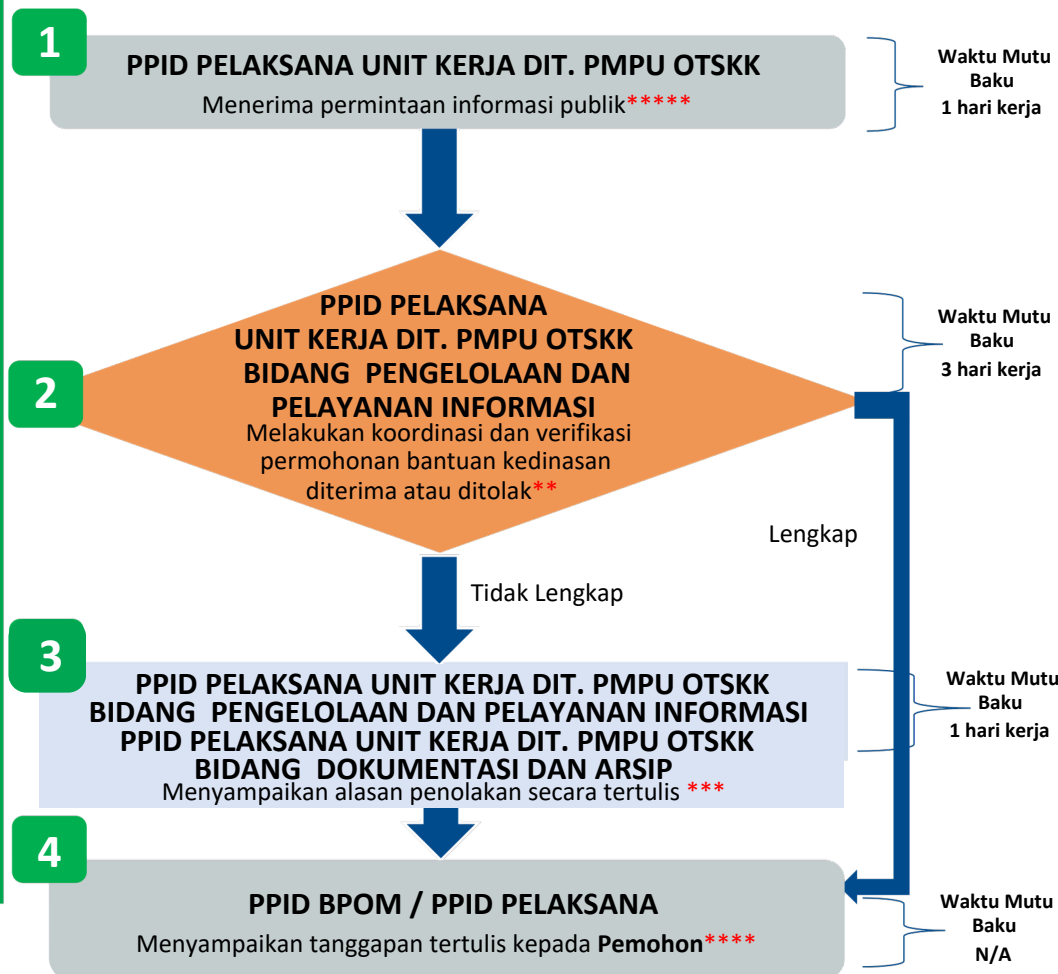 1
PPID PELAKSANA UNIT KERJA DIT. PMPU OTSKK
Menerima permintaan informasi publik*****
Waktu Mutu
Baku
1 hari kerja
2
PPID PELAKSANA
UNIT KERJA DIT. PMPU OTSKK
BIDANG PENGELOLAAN DAN
PELAYANAN INFORMASI
Melakukan koordinasi dan verifikasi
permohonan bantuan kedinasan
diterima atau ditolak**
Waktu Mutu
Baku
3 hari kerja
Lengkap
Tidak Lengkap
3
PPID PELAKSANA UNIT KERJA DIT. PMPU OTSKK
BIDANG PENGELOLAAN DAN PELAYANAN INFORMASI
PPID PELAKSANA UNIT KERJA DIT. PMPU OTSKK
BIDANG DOKUMENTASI DAN ARSIP
Menyampaikan alasan penolakan secara tertulis ***
Waktu Mutu
Baku
1 hari kerja
4
PPID BPOM / PPID PELAKSANA
Menyampaikan tanggapan tertulis kepada Pemohon****
Waktu Mutu
Baku
N/A